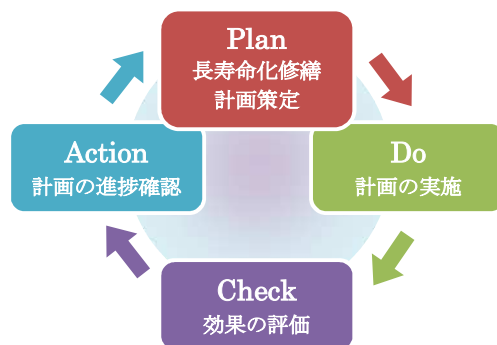 Plan
長寿命化修繕
計画策定
Action
計画の進捗確認
Do
計画の実施
Check
効果の評価